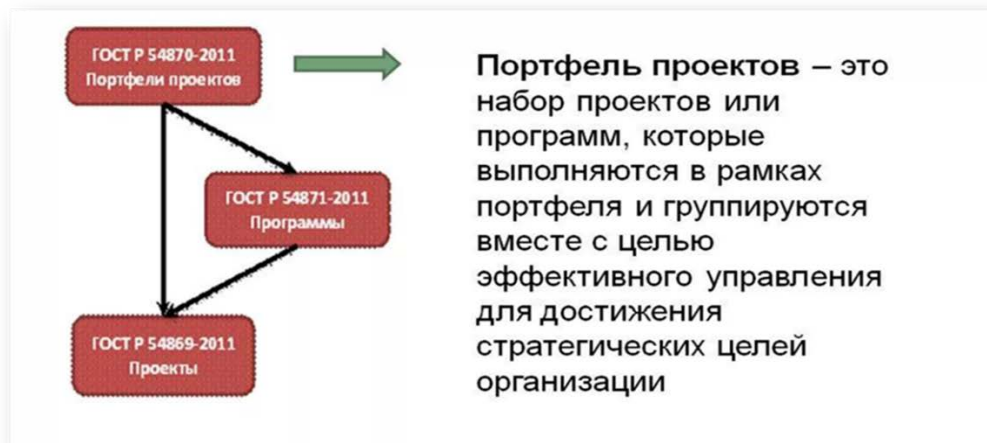 ГОСТ Р 54870-2011
Портфели проектов
ГОСТ Р 54871-2011
Программы
ГОСТ Р 54869-2011
Проекты
Портфель проектов – это
набор проектов или
программ, которые
выполняются в рамках
портфеля и группируются
вместе с целью
эффективного управления
для достижения
стратегических целей
организации